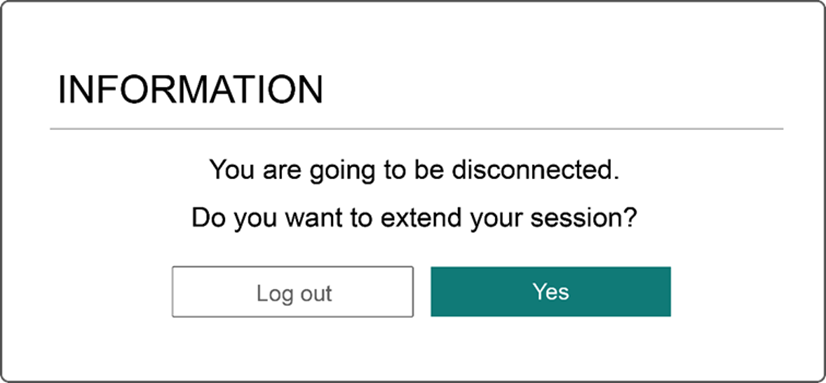 INFORMATION
You are going to be disconnected.
Do you want to extend your session?
Log out
Yes